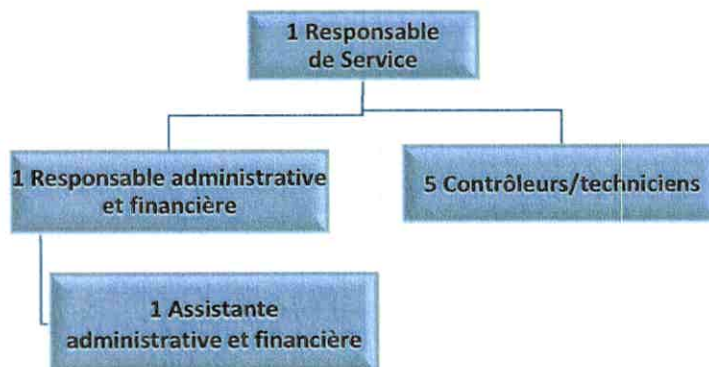 1 Responsable
de Service
1 Responsable administrative
et financière
5 Contrôleurs/techniciens
1 Assistante
administrative et financière